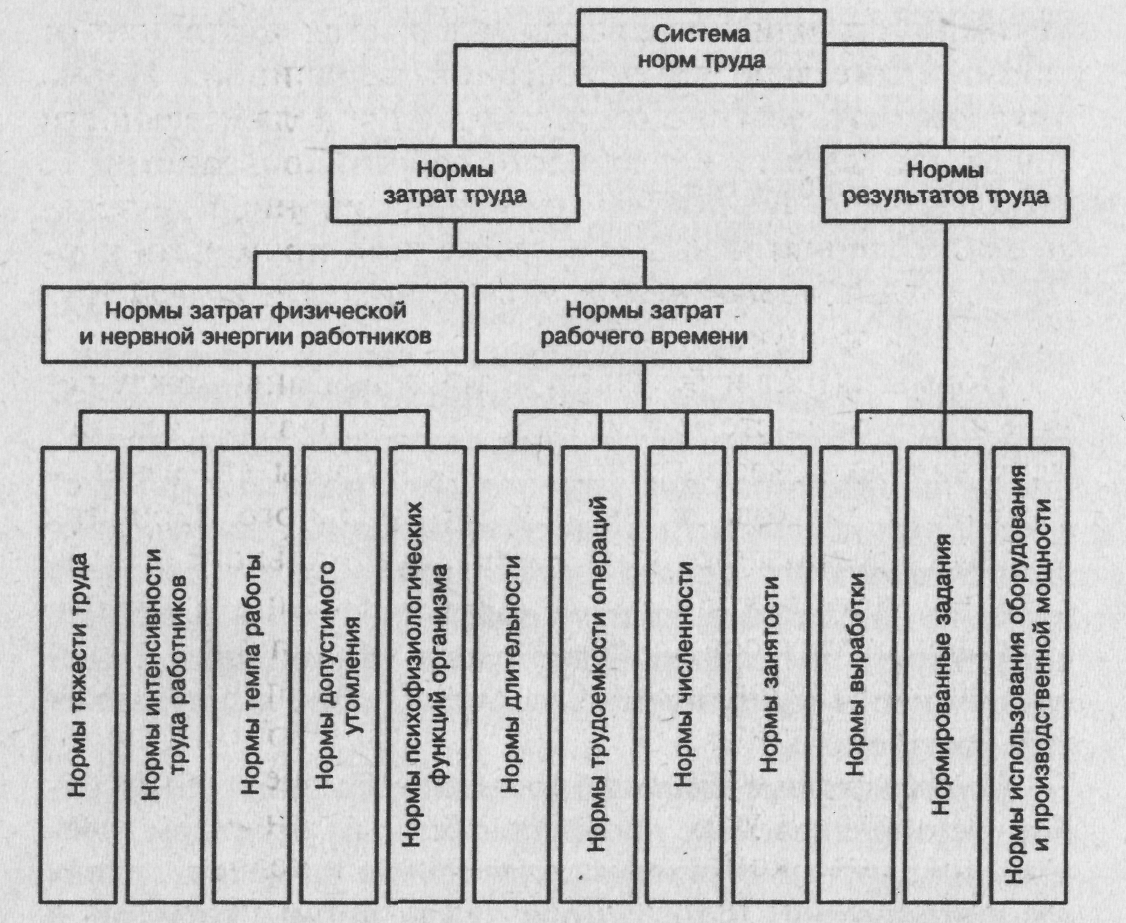 Система
норм труда
Нормы
затрат труда
Нормы
результатов труда
Нормы затрат физической
и нервной энергии работников
Нормы затрат
рабочего времени
Нормы тяжести труда
Нормы интенсивности
труда работников
Нормы темпа работы
Нормы допустимого
утомления
Нормы психофизиологических
функций организма
Нормы длительности
Нормы трудоемкости операций
Нормы численности
Нормы занятости
Нормы выработки
Нормированные задания
Нормы использования оборудования
и производственной мощности